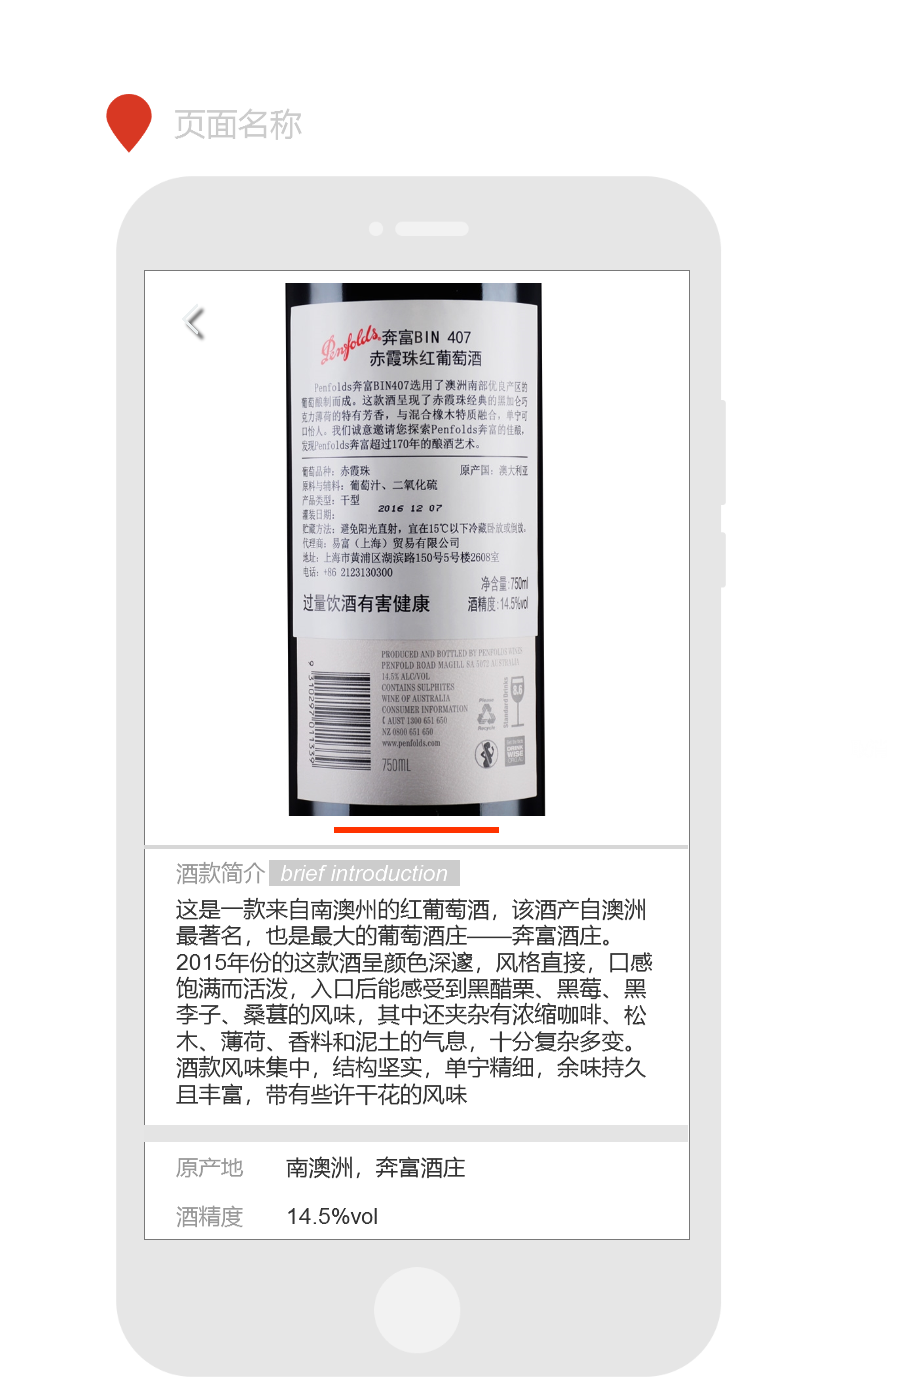 页面名称
Penfolds 奔富BIN 407
赤霞珠红葡萄酒
Penfolds奔富BIN407选用了澳洲南部优良产区的
葡萄酿制而成。这款酒呈现了赤霞珠经典的黑加仑巧
克力薄荷的特有芳香，与混合橡木特质融合，单宁可
口怡人。我们诚意邀请您探索Penfolds奔富的佳酿，
发现Penfolds奔富超过170年的酿酒艺术。
葡萄品种：赤霞珠 原产国：澳大利亚
原料与辅料：葡萄汁、二氧化硫
产品类型：干型
灌装日期：
2016 12 07
贮藏方法：避免阳光直射，宜在15℃以下冷藏卧放或倒放。
代理商：易富（上海）贸易有限公司
地址：上海市黄浦区湖滨路150号5号楼2608室
电话：+86 2123130300
净含量:750ml
过量饮酒有害健康 酒精度:14.5%vol
PRODUCED AND BOTTLED BY PENFOLDS WINES
PENFOLD ROAD MAGILL SA 5072 AUSTRALIA
14.5% ALC/VOL
CONTAINS SULPHITES
WINE OF AUSTRALIA
CONSUMER INFORMATION
AUST 1300 651 650
NZ 0800 651 650
www.penfolds.com
750ML
9 310297 011339
Please
Recycle
Standard Drinks
DRINK
WISE
酒款简介 brief introduction
这是一款来自南澳州的红葡萄酒，该酒产自澳洲
最著名，也是最大的葡萄酒庄——奔富酒庄。
2015年份的这款酒呈颜色深邃，风格直接，口感
饱满而活泼，入口后能感受到黑醋栗、黑莓、黑
李子、桑葚的风味，其中还夹杂有浓缩咖啡、松
木、薄荷、香料和泥土的气息，十分复杂多变。
酒款风味集中，结构坚实，单宁精细，余味持久
且丰富，带有些许干花的风味
原产地 南澳洲，奔富酒庄
酒精度 14.5%vol